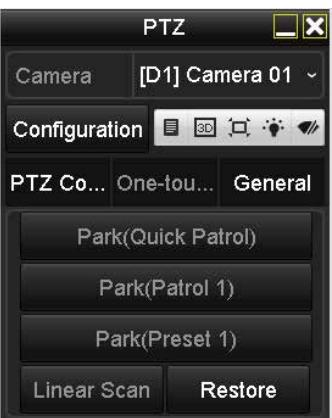 PTZ
Camera [D1] Camera 01
Configuration 3D
PTZ Co... One-tou... General
Park(Quick Patrol)
Park(Patrol 1)
Park(Preset 1)
Linear Scan Restore